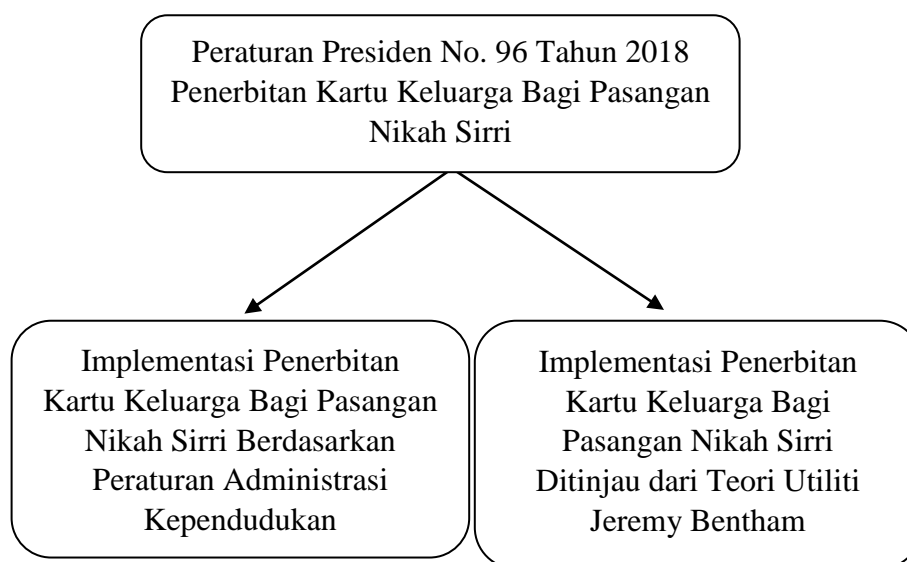 Peraturan Presiden No. 96 Tahun 2018
Penerbitan Kartu Keluarga Bagi Pasangan
Nikah Sirri
Implementasi Penerbitan
Kartu Keluarga Bagi Pasangan
Nikah Sirri Berdasarkan
Peraturan Administrasi
Kependudukan
Implementasi Penerbitan
Kartu Keluarga Bagi
Pasangan Nikah Sirri
Ditinjau dari Teori Utiliti
Jeremy Bentham